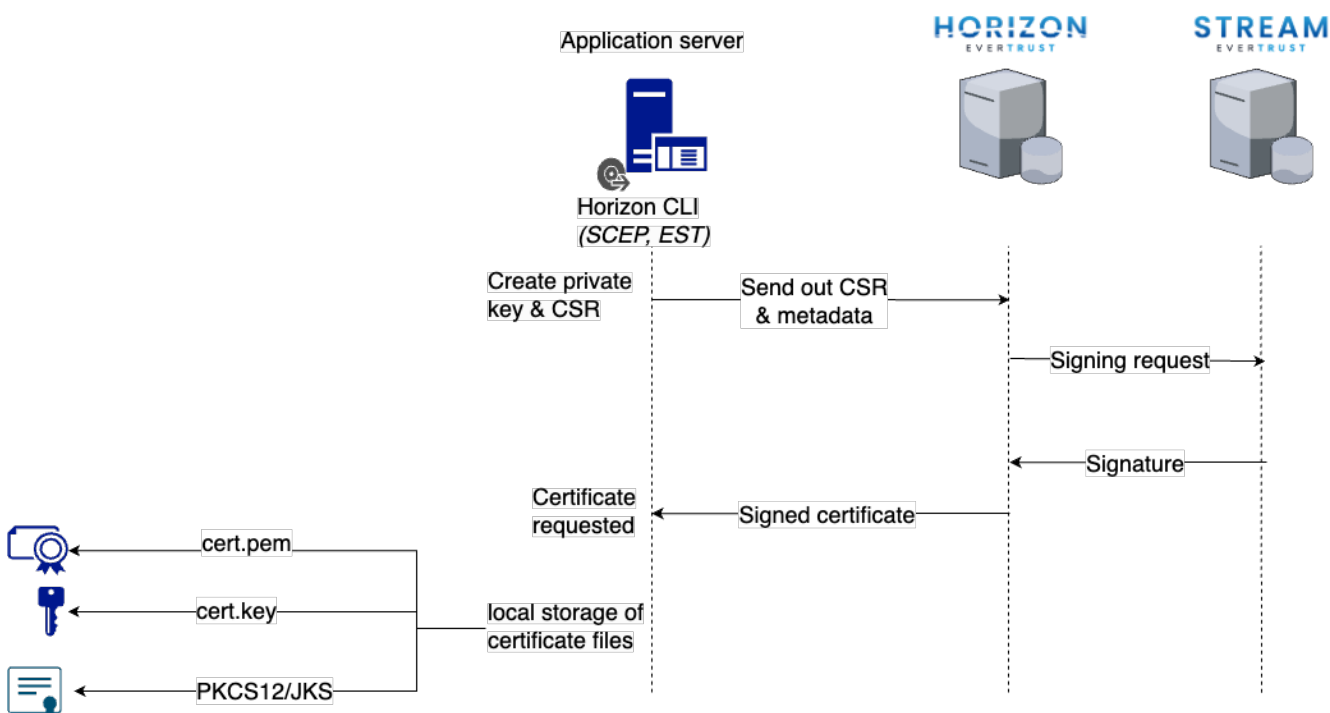 HORIZON
EVERTRUST
STREAM
EVERTRUST
Application server
Horizon CLI
(SCEP, EST)
Create private
key & CSR
Send out CSR
& metadata
Signing request
Signature
Certificate
requested
Signed certificate
cert.pem
cert.key
local storage of
certificate files
PKCS12/JKS